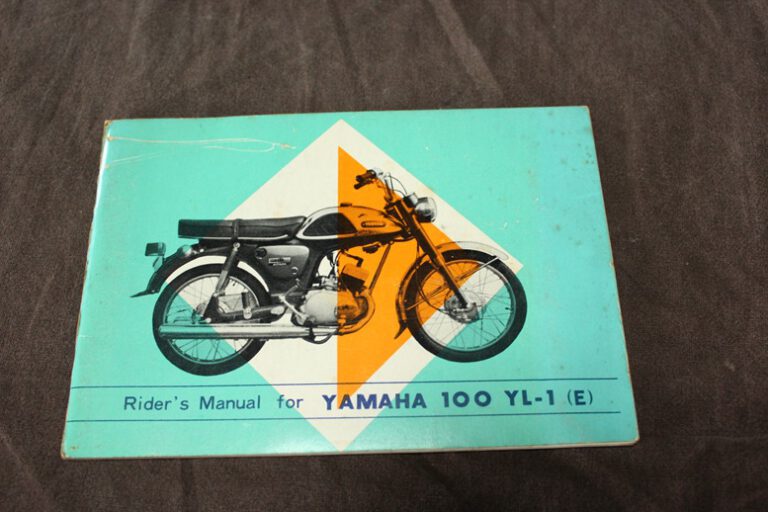 Rider's Manual for YAMAHA 100 YL-1 (E)